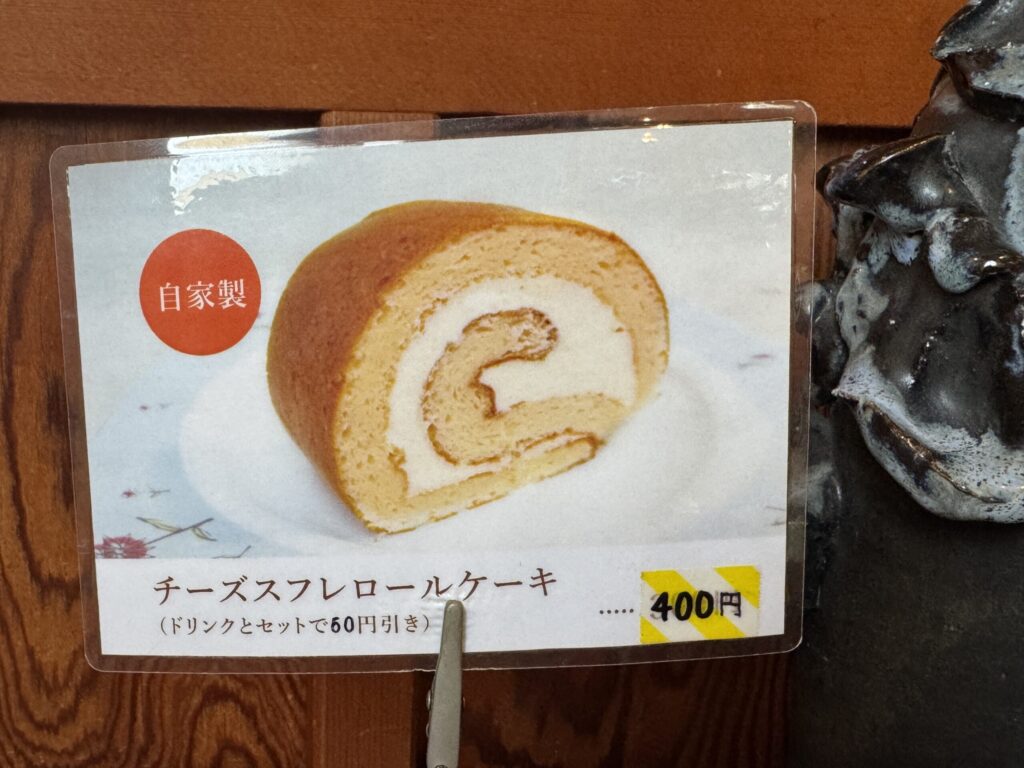 自家製
チーズスフレロールケーキ
(ドリンクとセットで50円引き)
..... 400円